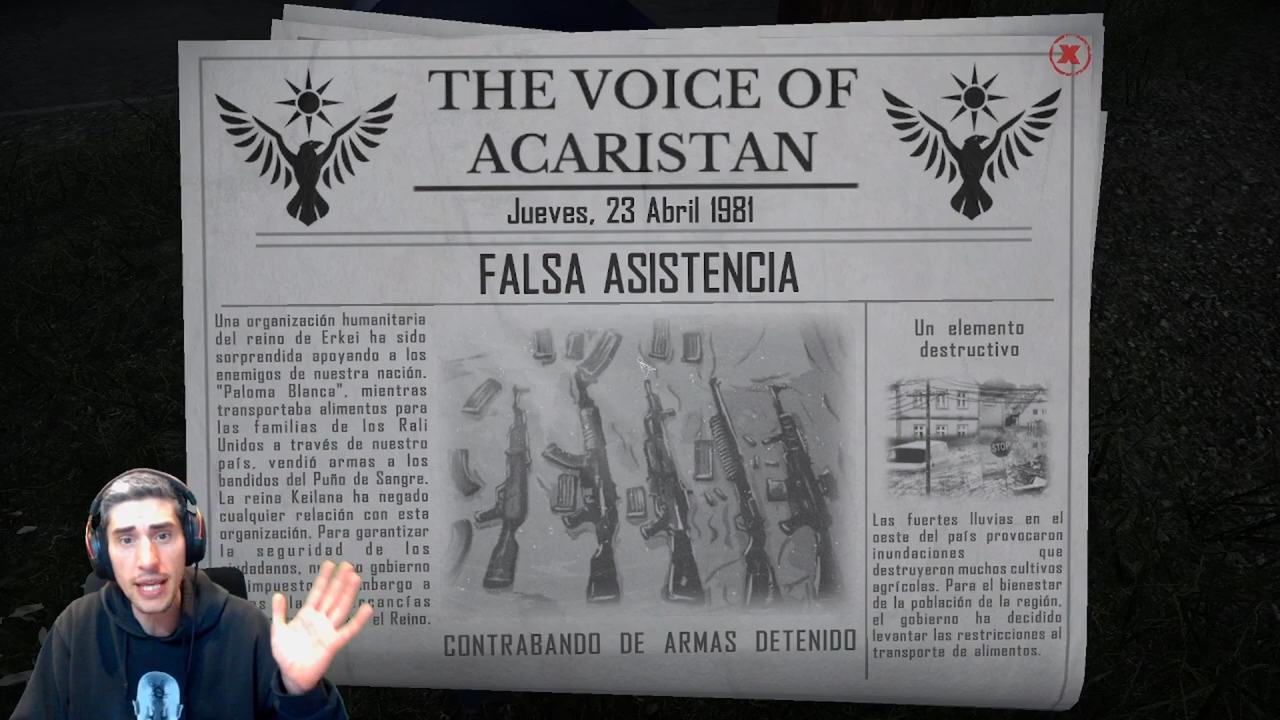 THE VOICE OF
ACARISTAN
Jueves, 23 Abril 1981
FALSA ASISTENCIA
Una organización humanitaria
del reino de Erkei ha sido
sorprendida apoyando a los
enemigos de nuestra nación.
"Paloma Blanca", mientras
transportaba alimentos para
las familias de los Rali
Unidos a través de nuestro
país, vendió armas a los
bandidos del Puño de Sangre.
La reina Keilana ha negado
cualquier relación con esta
organización. Para garantizar
la seguridad de los
gobierno
a
el Reino.
CONTRABANDO DE ARMAS DETENIDO
Un elemento
destructivo
STOP
Las fuertes lluvias en el
oeste del país provocaron
inundaciones que
destruyeron muchos cultivos
agrícolas. Para el bienestar
de la población de la región,
el gobierno ha decidido
levantar las restricciones al
transporte de alimentos.